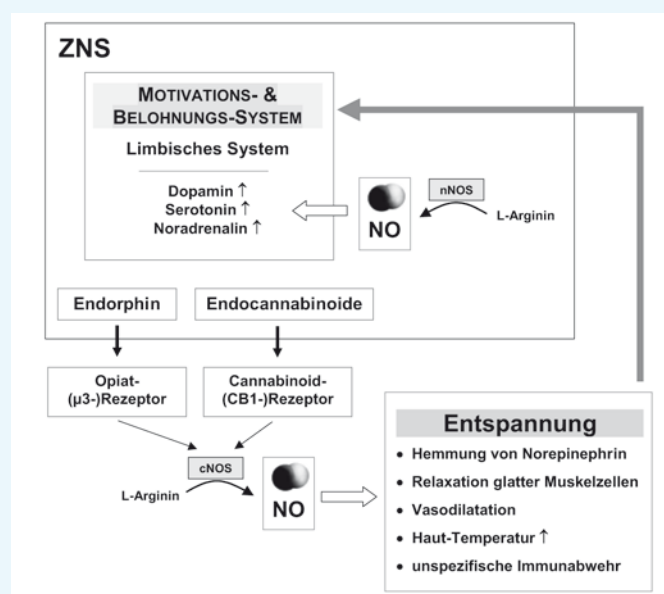 ZNS
MOTIVATIONS- &
BELOHNUNGS-SYSTEM
Limbisches System
Dopamin ↑
Serotonin ↑
Noradrenalin ↑
NO
nNOS
L-Arginin
Endorphin
Endocannabinoide
Opiat-
(µ3-)Rezeptor
Cannabinoid-
(CB1-)Rezeptor
cNOS
L-Arginin
NO
Entspannung
• Hemmung von Norepinephrin
• Relaxation glatter Muskelzellen
• Vasodilatation
• Haut-Temperatur ↑
• unspezifische Immunabwehr